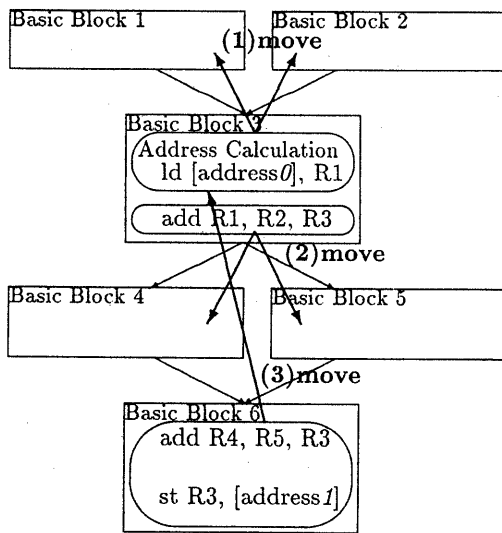 Basic Block 1
Basic Block 2
(1)move
Basic Block 3
Address Calculation
ld [address0], R1
add R1, R2, R3
(2)move
Basic Block 4
Basic Block 5
(3)move
Basic Block 6
add R4, R5, R3
st R3, [address1]